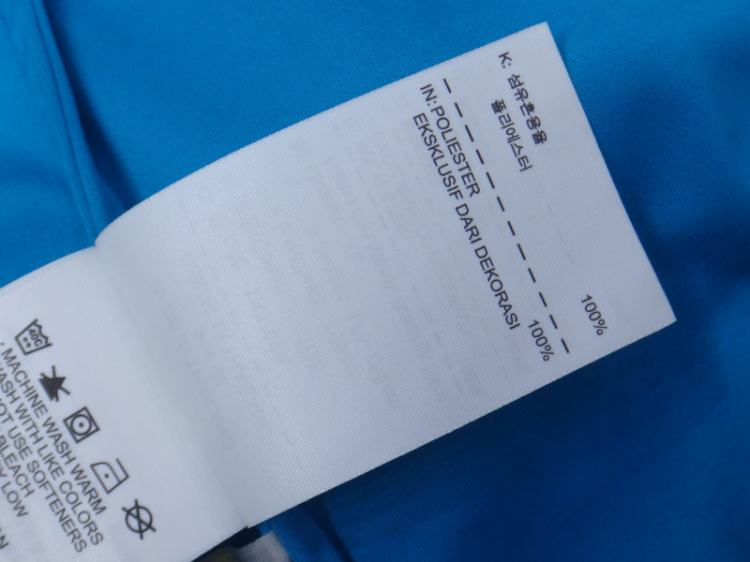 K: 섬유혼용율
폴리에스터 100%
IN: POLIESTER 100%
EKSKLUSIF DARI DEKORASI
40C
: MACHINE WASH WARM
WASH WITH LIKE COLORS
NOT USE SOFTENERS
BLEACH
LOW